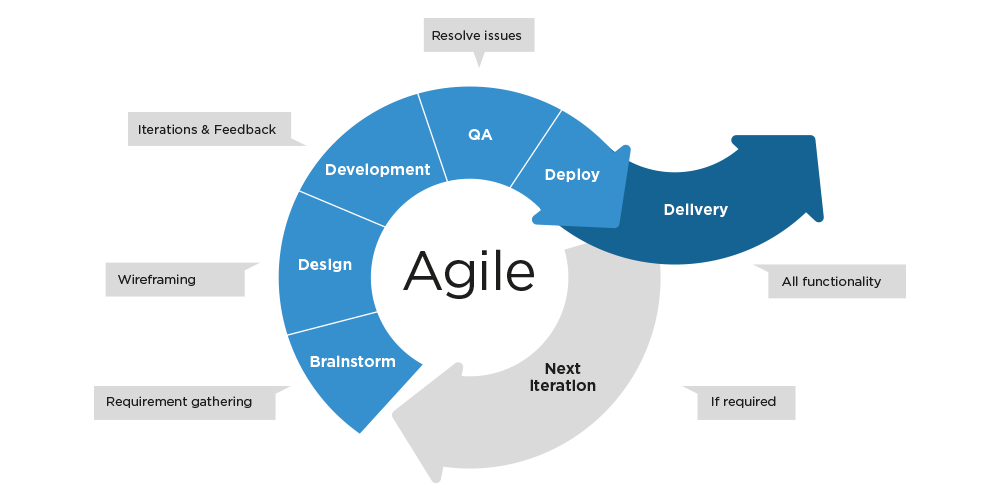 Resolve issues
Iterations & Feedback
QA
Development
Deploy
Delivery
Design
Agile
Wireframing
All functionality
Brainstorm
Next
Iteration
Requirement gathering
If required